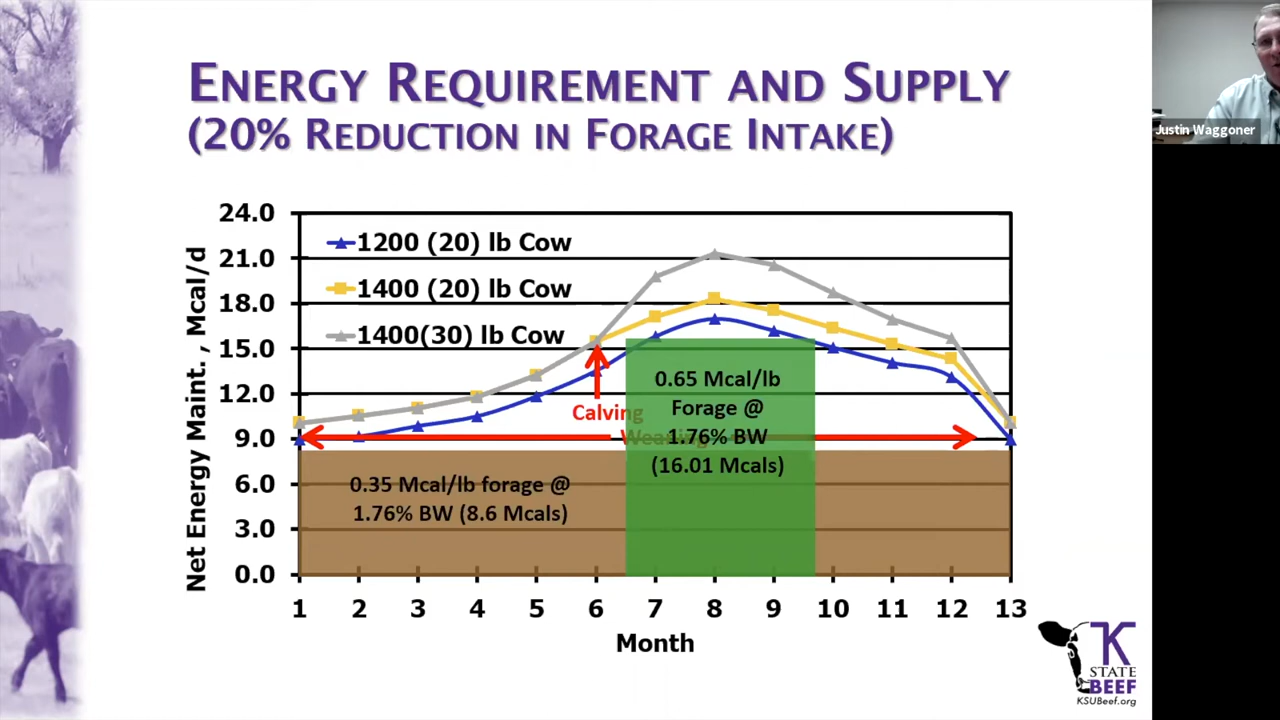 ENERGY REQUIREMENT AND SUPPLY
(20% REDUCTION IN FORAGE INTAKE)
Justin Waggoner
Net Energy Maint. , Mcal/d
24.0
21.0
18.0
15.0
12.0
9.0
6.0
3.0
0.0
1200 (20) lb Cow
1400 (20) lb Cow
1400(30) lb Cow
Calving
Weaning
0.65 Mcal/lb
Forage @
1.76% BW
(16.01 Mcals)
0.35 Mcal/lb forage @
1.76% BW (8.6 Mcals)
1 2 3 4 5 6 7 8 9 10 11 12 13
Month
K
STATE
BEEF
KSUBeef.org